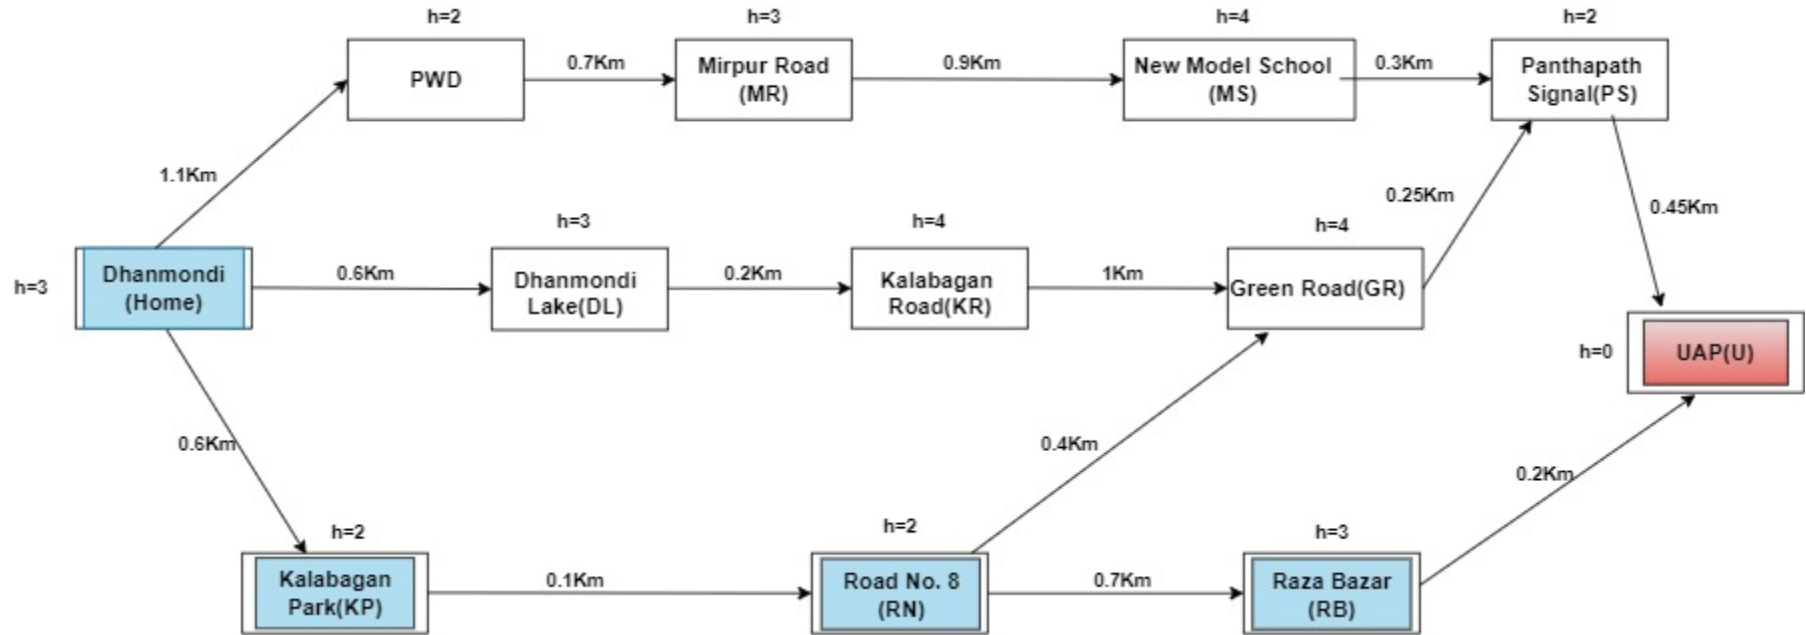 h=2
h=3
h=4
h=2
PWD
0.7Km
Mirpur Road
(MR)
0.9Km
New Model School
(MS)
0.3Km
Panthapath
Signal(PS)
1.1Km
0.25Km
0.45Km
h=3
h=4
h=4
h=3
Dhanmondi
(Home)
0.6Km
Dhanmondi
Lake(DL)
0.2Km
Kalabagan
Road(KR)
1Km
Green Road(GR)
h=0
UAP(U)
0.6Km
0.4Km
0.2Km
h=2
h=2
h=3
Kalabagan
Park(KP)
0.1Km
Road No. 8
(RN)
0.7Km
Raza Bazar
(RB)